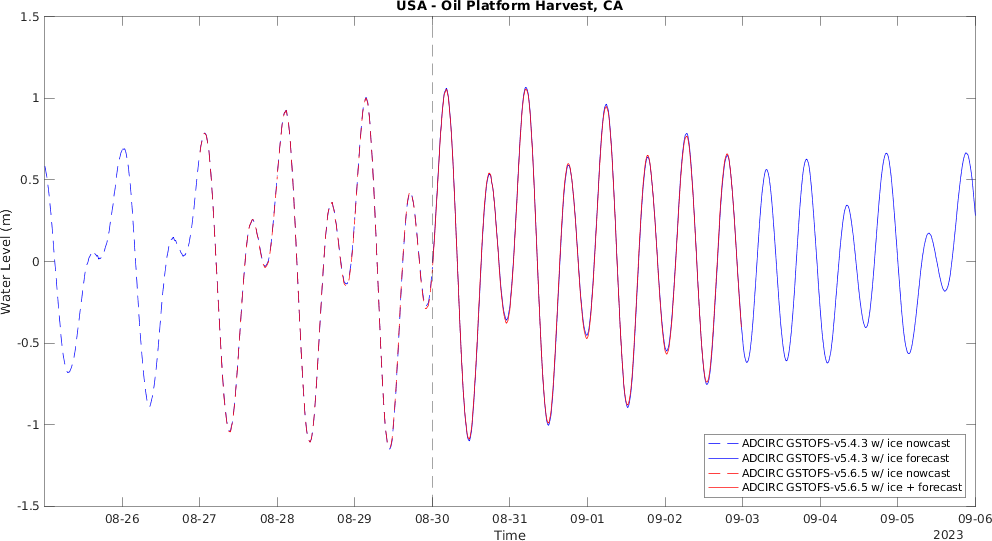 USA - Oil Platform Harvest, CA
1.5
1
0.5
0
-0.5
-1
-1.5
Water Level (m)
ADCIRC GSTOFS-v5.4.3 w/ ice nowcast
ADCIRC GSTOFS-v5.4.3 w/ ice forecast
ADCIRC GSTOFS-v5.6.5 w/ ice nowcast
ADCIRC GSTOFS-v5.6.5 w/ ice + forecast
08-26 08-27 08-28 08-29 08-30 08-31 09-01 09-02 09-03 09-04 09-05 09-06
Time
2023